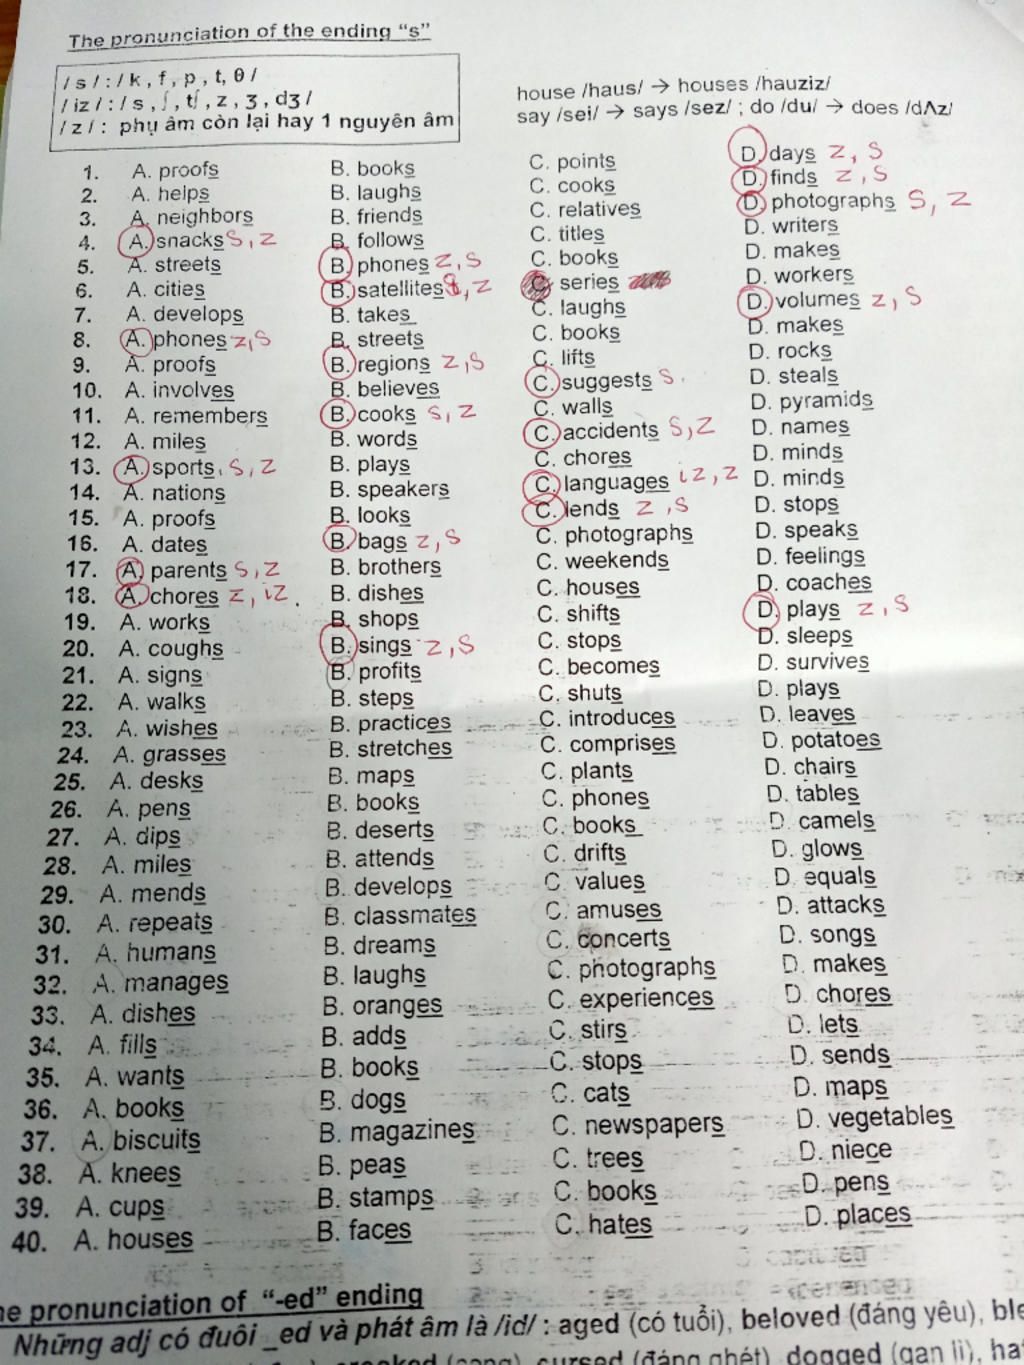 The pronunciation of the ending “s”
/ s / : / k , f , p , t, θ /
/ iz / : / s , ʃ , tʃ , z , ʒ , dʒ /
/ z / : phụ âm còn lại hay 1 nguyên âm
house /haus/ → houses /hauziz/
say /sei/ → says /sez/ ; do /du/ → does /dʌz/
1. A. proofs B. books C. points D. days z, s
2. A. helps B. laughs C. cooks D. finds z, s
3. A. neighbors B. friends C. relatives D. photographs s, z
4. A. snacks s, z B. follows C. titles D. writers
5. A. streets B. phones z, s C. books D. makes
6. A. cities B. satellites s, z C. series D. workers
7. A. develops B. takes C. laughs D. volumes z, s
8. A. phones z, s B. streets C. books D. makes
9. A. proofs B. regions z, s C. lifts D. rocks
10. A. involves B. believes C. suggests s D. steals
11. A. remembers B. cooks s, z C. walls D. pyramids
12. A. miles B. words C. accidents s, z D. names
13. A. sports s, z B. plays C. chores D. minds
14. A. nations B. speakers C. languages iz, z D. minds
15. A. proofs B. looks C. lends z, s D. stops
16. A. dates B. bags z, s C. photographs D. speaks
17. A. parents s, z B. brothers C. weekends D. feelings
18. A. chores z, iz B. dishes C. houses D. coaches
19. A. works B. shops C. shifts D. plays z, s
20. A. coughs B. sings z, s C. stops D. sleeps
21. A. signs B. profits C. becomes D. survives
22. A. walks B. steps C. shuts D. plays
23. A. wishes B. practices C. introduces D. leaves
24. A. grasses B. stretches C. comprises D. potatoes
25. A. desks B. maps C. plants D. chairs
26. A. pens B. books C. phones D. tables
27. A. dips B. deserts C. books D. camels
28. A. miles B. attends C. drifts D. glows
29. A. mends B. develops C. values D. equals
30. A. repeats B. classmates C. amuses D. attacks
31. A. humans B. dreams C. concerts D. songs
32. A. manages B. laughs C. photographs D. makes
33. A. dishes B. oranges C. experiences D. chores
34. A. fills B. adds C. stirs D. lets
35. A. wants B. books C. stops D. sends
36. A. books B. dogs C. cats D. maps
37. A. biscuits B. magazines C. newspapers D. vegetables
38. A. knees B. peas C. trees D. niece
39. A. cups B. stamps C. books D. pens
40. A. houses B. faces C. hates D. places
pronunciation of “-ed” ending
Những adj có đuôi _ed và phát âm là /id/ : aged (có tuổi), beloved (đáng yêu),
cursed (đáng ghét), dogged (gan lì),